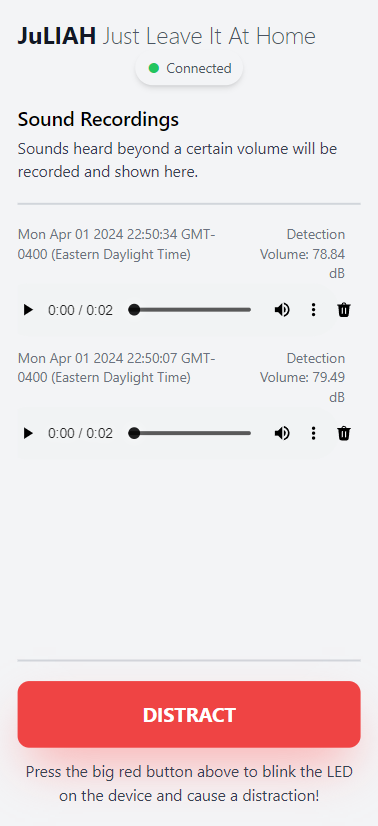 JuLIAH Just Leave It At Home
Connected
Sound Recordings
Sounds heard beyond a certain volume will be
recorded and shown here.
Mon Apr 01 2024 22:50:34 GMT-
0400 (Eastern Daylight Time)
Detection
Volume: 78.84
dB
0:00 / 0:02
Mon Apr 01 2024 22:50:07 GMT-
0400 (Eastern Daylight Time)
Detection
Volume: 79.49
dB
0:00 / 0:02
DISTRACT
Press the big red button above to blink the LED
on the device and cause a distraction!